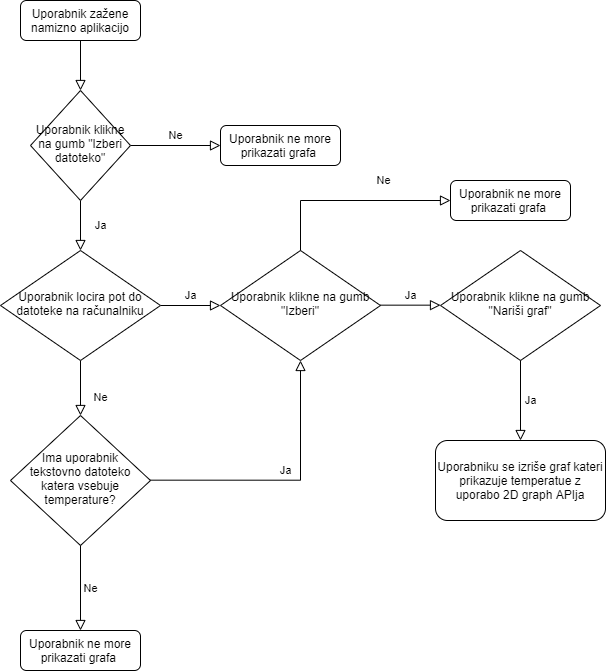 Uporabnik zažene
namizno aplikacijo
Uporabnik klikne
na gumb "Izberi
datoteko"
Ne
Uporabnik ne more
prikazati grafa
Ja
Ne
Uporabnik ne more
prikazati grafa
Uporabnik locira pot do
datoteke na računalniku
Ja
Uporabnik klikne na gumb
"Izberi"
Ja
Uporabnik klikne na gumb
"Nariši graf"
Ne
Ja
Ima uporabnik
tekstovno datoteko
katera vsebuje
temperature?
Ja
Uporabniku se izriše graf kateri
prikazuje temperatue z
uporabo 2D graph APIja
Ne
Uporabnik ne more
prikazati grafa